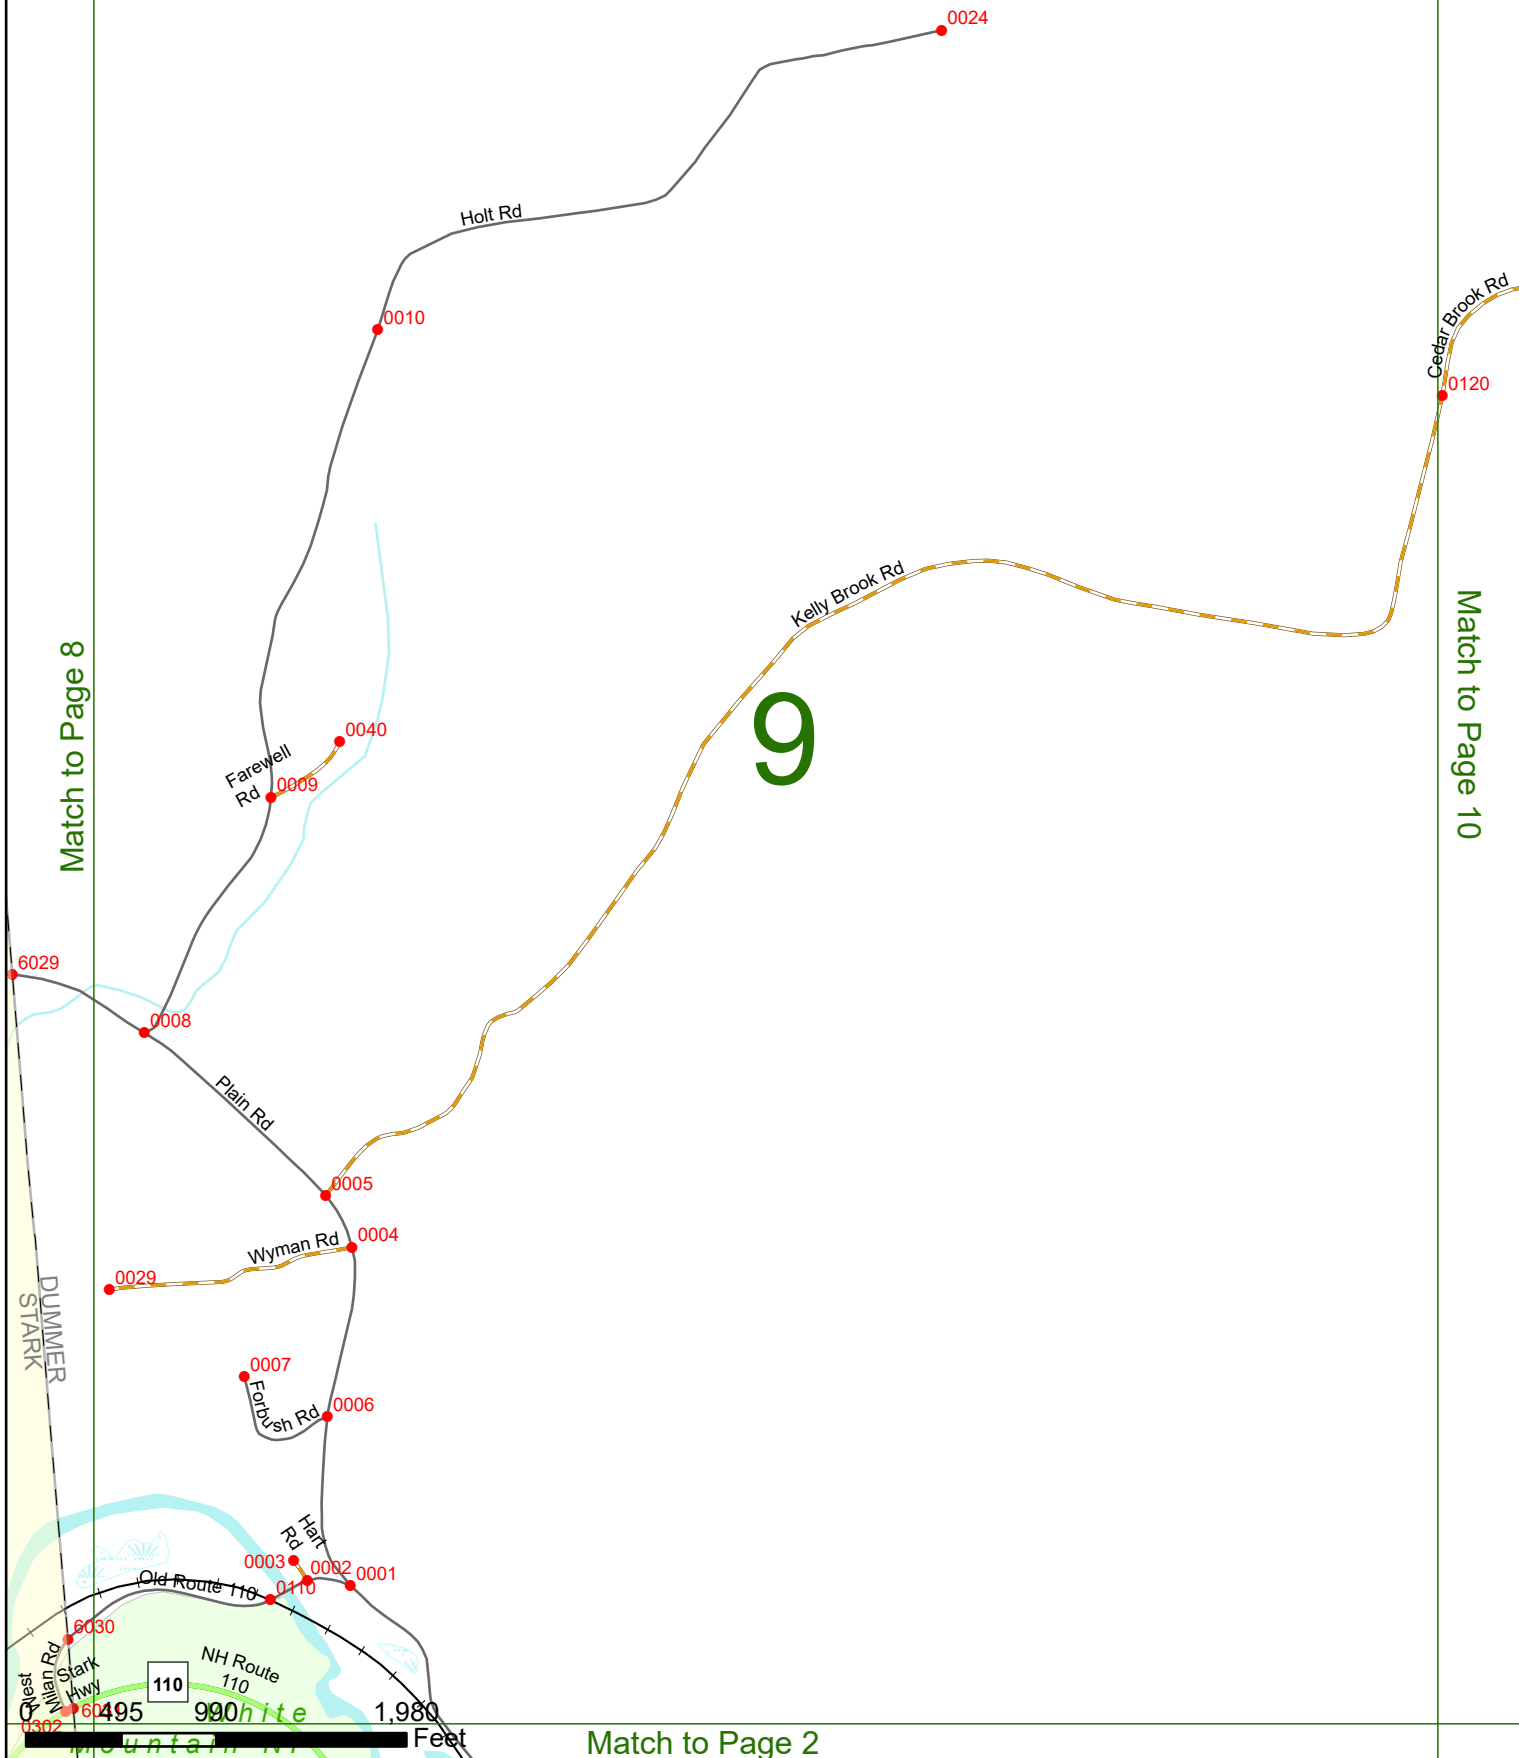 0024
Holt Rd
0010
Cedar Brook Rd
0120
Kelly Brook Rd
Match to Page 8
Match to Page 10
9
0040
Farewell
Rd
0009
6029
0008
Plain Rd
0005
0004
Wyman Rd
0029
DUMMER
STARK
0007
Forbush Rd
0006
Hart
Rd
0003
0002
0001
Old Route 110
0110
6030
Milan Rd
Stark
Hwy
NH Route
110
110
West
0302
White
Mountain
0
495
990
1,980
Feet
Match to Page 2